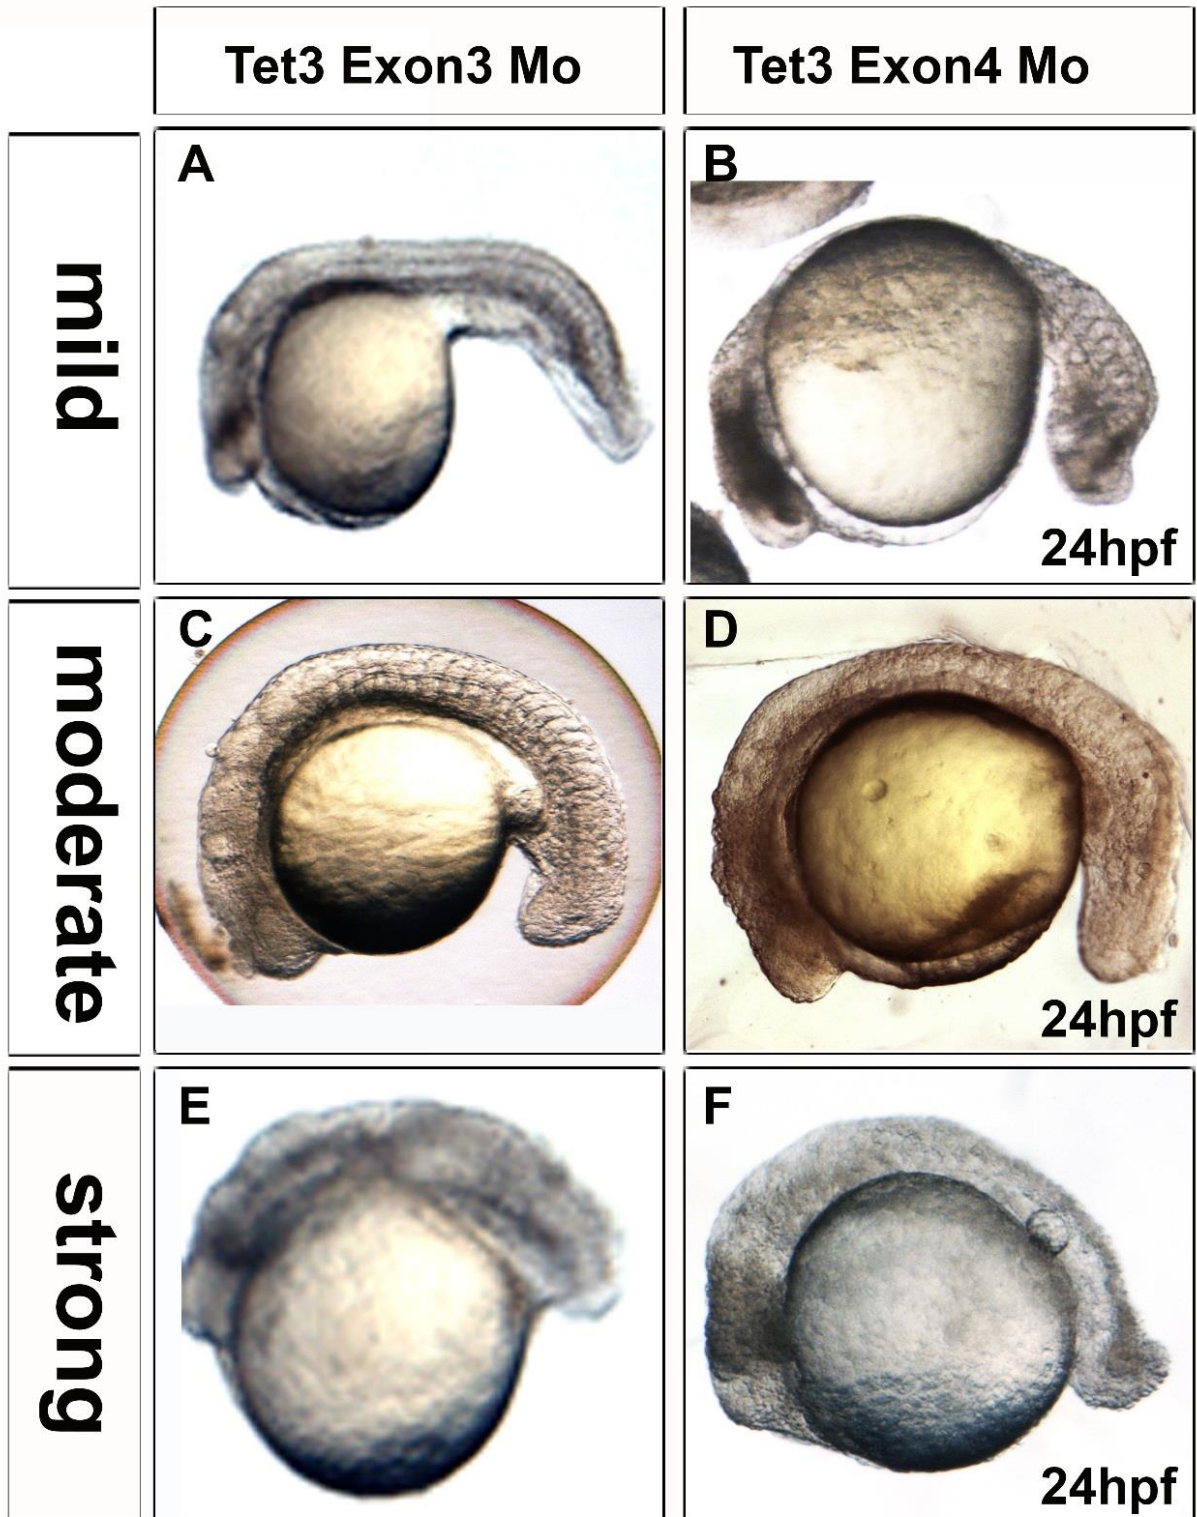 Tet3 Exon3 Mo
Tet3 Exon4 Mo
mild
A
B
24hpf
moderate
C
D
24hpf
strong
E
F
24hpf